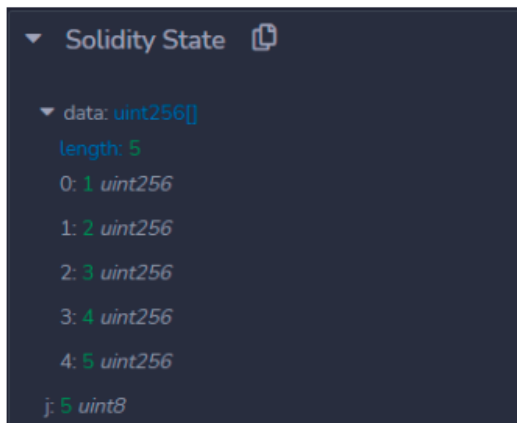 Solidity State
data: uint256[]
length: 5
0: 1 uint256
1: 2 uint256
2: 3 uint256
3: 4 uint256
4: 5 uint256
j: 5 uint8